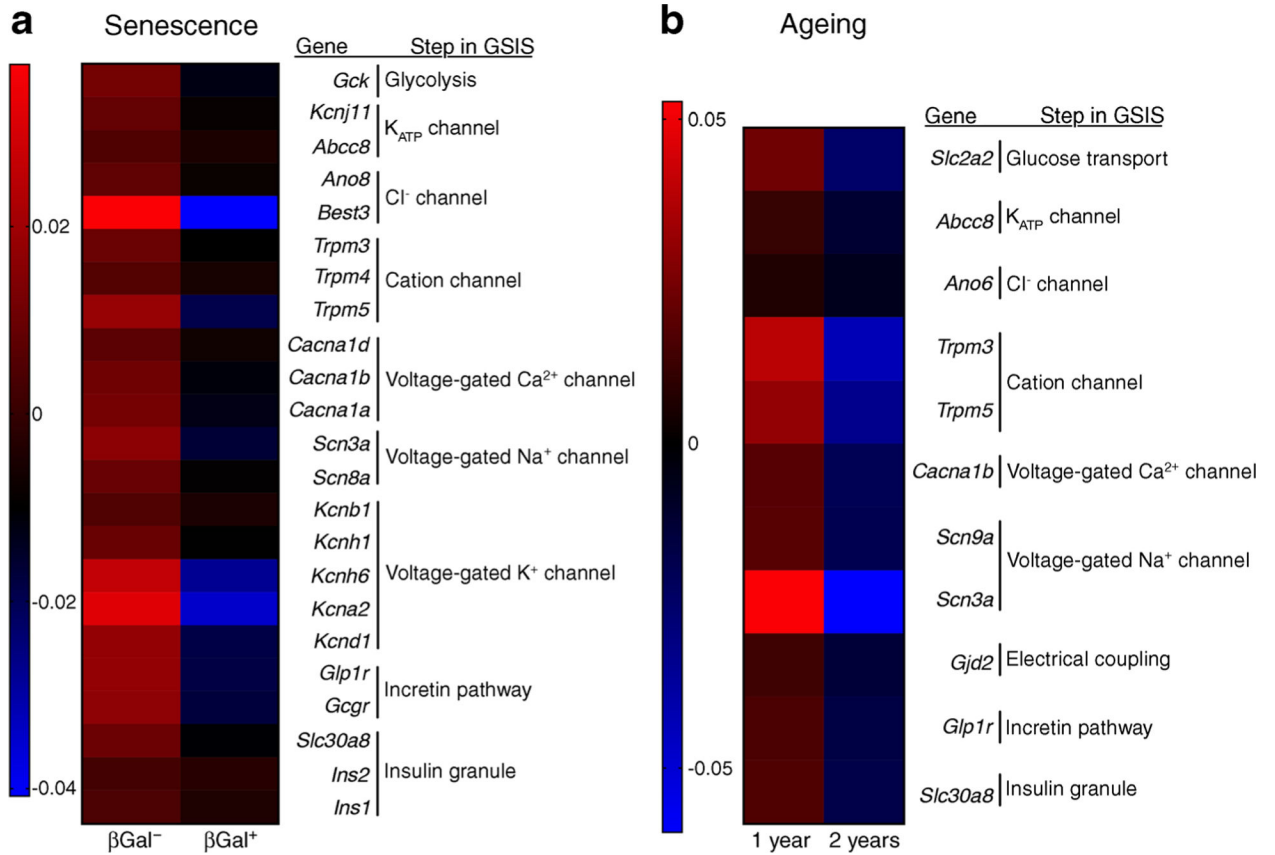 a
Senescence
Gene Step in GSIS
0.02
0
-0.02
-0.04
Gck Glycolysis
Kcnj11
Abcc8
KATP channel
Ano8
Best3
Cl- channel
Trpm3
Trpm4
Trpm5
Cation channel
Cacna1d
Cacna1b
Cacna1a
Voltage-gated Ca2+ channel
Scn3a
Scn8a
Voltage-gated Na+ channel
Kcnb1
Kcnh1
Kcnh6
Kcna2
Kcnd1
Voltage-gated K+ channel
Glp1r
Gcgr
Incretin pathway
Slc30a8
Ins2
Ins1
Insulin granule
βGal− βGal+
b
Ageing
Gene Step in GSIS
0.05
0
-0.05
Slc2a2 Glucose transport
Abcc8 KATP channel
Ano6 Cl- channel
Trpm3
Trpm5
Cation channel
Cacna1b Voltage-gated Ca2+ channel
Scn9a
Scn3a
Voltage-gated Na+ channel
Gjd2 Electrical coupling
Glp1r Incretin pathway
Slc30a8 Insulin granule
1 year 2 years